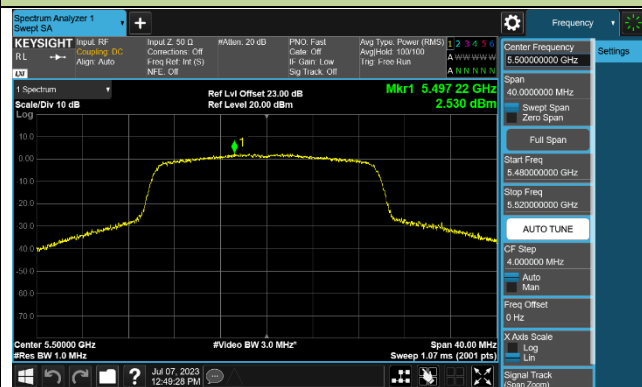 Spectrum Analyzer 1
Swept SA
Frequency
KEYSIGHT
RL
Input: RF
Coupling: DC
Align: Auto
Input Z: 50 Ω
Corrections: Off
Freq Ref: Int (S)
NFE: Off
#Atten: 20 dB
PNO: Fast
Gate: Off
IF Gain: Low
Sig Track: Off
Avg Type: Power (RMS)
Avg|Hold: 100/100
Trig: Free Run
1 2 3 4 5 6
A W W W W W
A N N N N N
LXI
1 Spectrum
Scale/Div 10 dB
Log
Ref Lvl Offset 23.00 dB
Ref Level 20.00 dBm
Mkr1 5.497 22 GHz
2.530 dBm
1
10.0
0.00
-10.0
-20.0
-30.0
-40.0
-50.0
-60.0
-70.0
Center 5.50000 GHz
#Res BW 1.0 MHz
#Video BW 3.0 MHz*
Span 40.00 MHz
Sweep 1.07 ms (2001 pts)
Center Frequency
5.500000000 GHz
Settings
Span
40.0000000 MHz
Swept Span
Zero Span
Full Span
Start Freq
5.480000000 GHz
Stop Freq
5.520000000 GHz
AUTO TUNE
CF Step
4.000000 MHz
Auto
Man
Freq Offset
0 Hz
X Axis Scale
Log
Lin
Signal Track
(Span Zoom)
Jul 07, 2023
12:49:28 PM